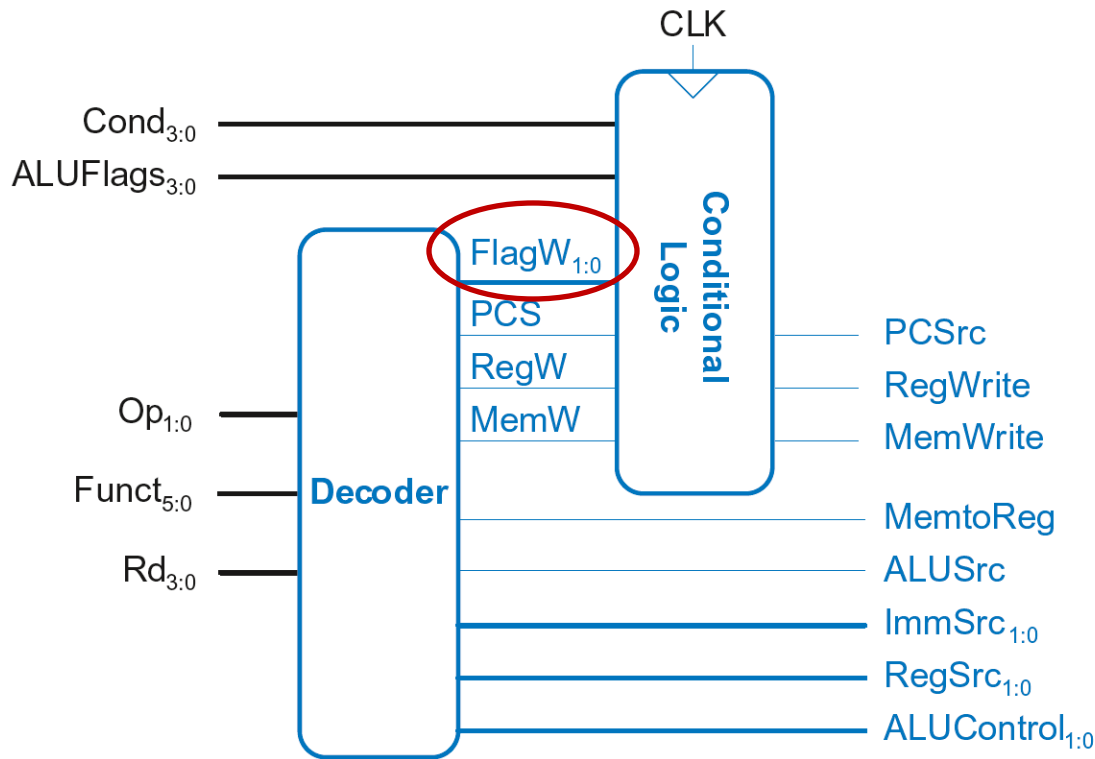 CLK
Cond3:0
ALUFlags3:0
Conditional
Logic
FlagW1:0
PCS
PCSrc
RegW
RegWrite
Op1:0
MemW
MemWrite
Funct5:0
Decoder
MemtoReg
Rd3:0
ALUSrc
ImmSrc1:0
RegSrc1:0
ALUControl1:0